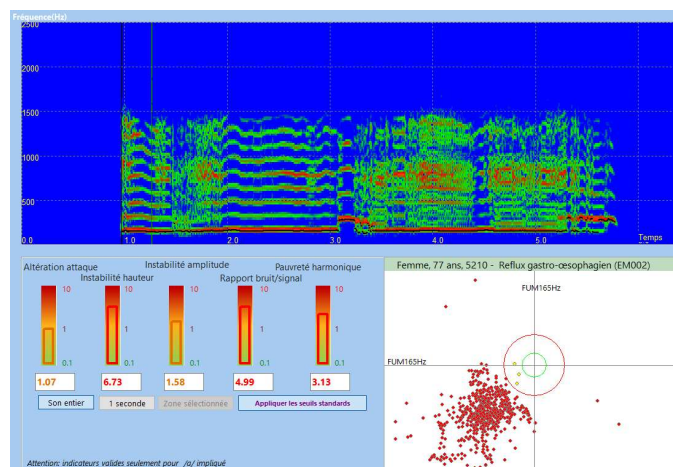 Fréquence(Hz)
2500
2000
1500
1000
500
0.0 1.0 2.0 3.0 4.0 5.0 Temps
Altération attaque Instabilité hauteur Instabilité amplitude Rapport bruit/signal Pauvreté harmonique
10 10 10 10 10
1 1 1 1 1
0.1 0.1 0.1 0.1 0.1
1.07 6.73 1.58 4.99 3.13
Son entier 1 seconde Zone sélectionnée Appliquer les seuils standards
Attention: indicateurs valides seulement pour /a/ impliqué
Femme, 77 ans, 5210 - Reflux gastro-œsophagien (EM002)
FUM165Hz
FUM165Hz